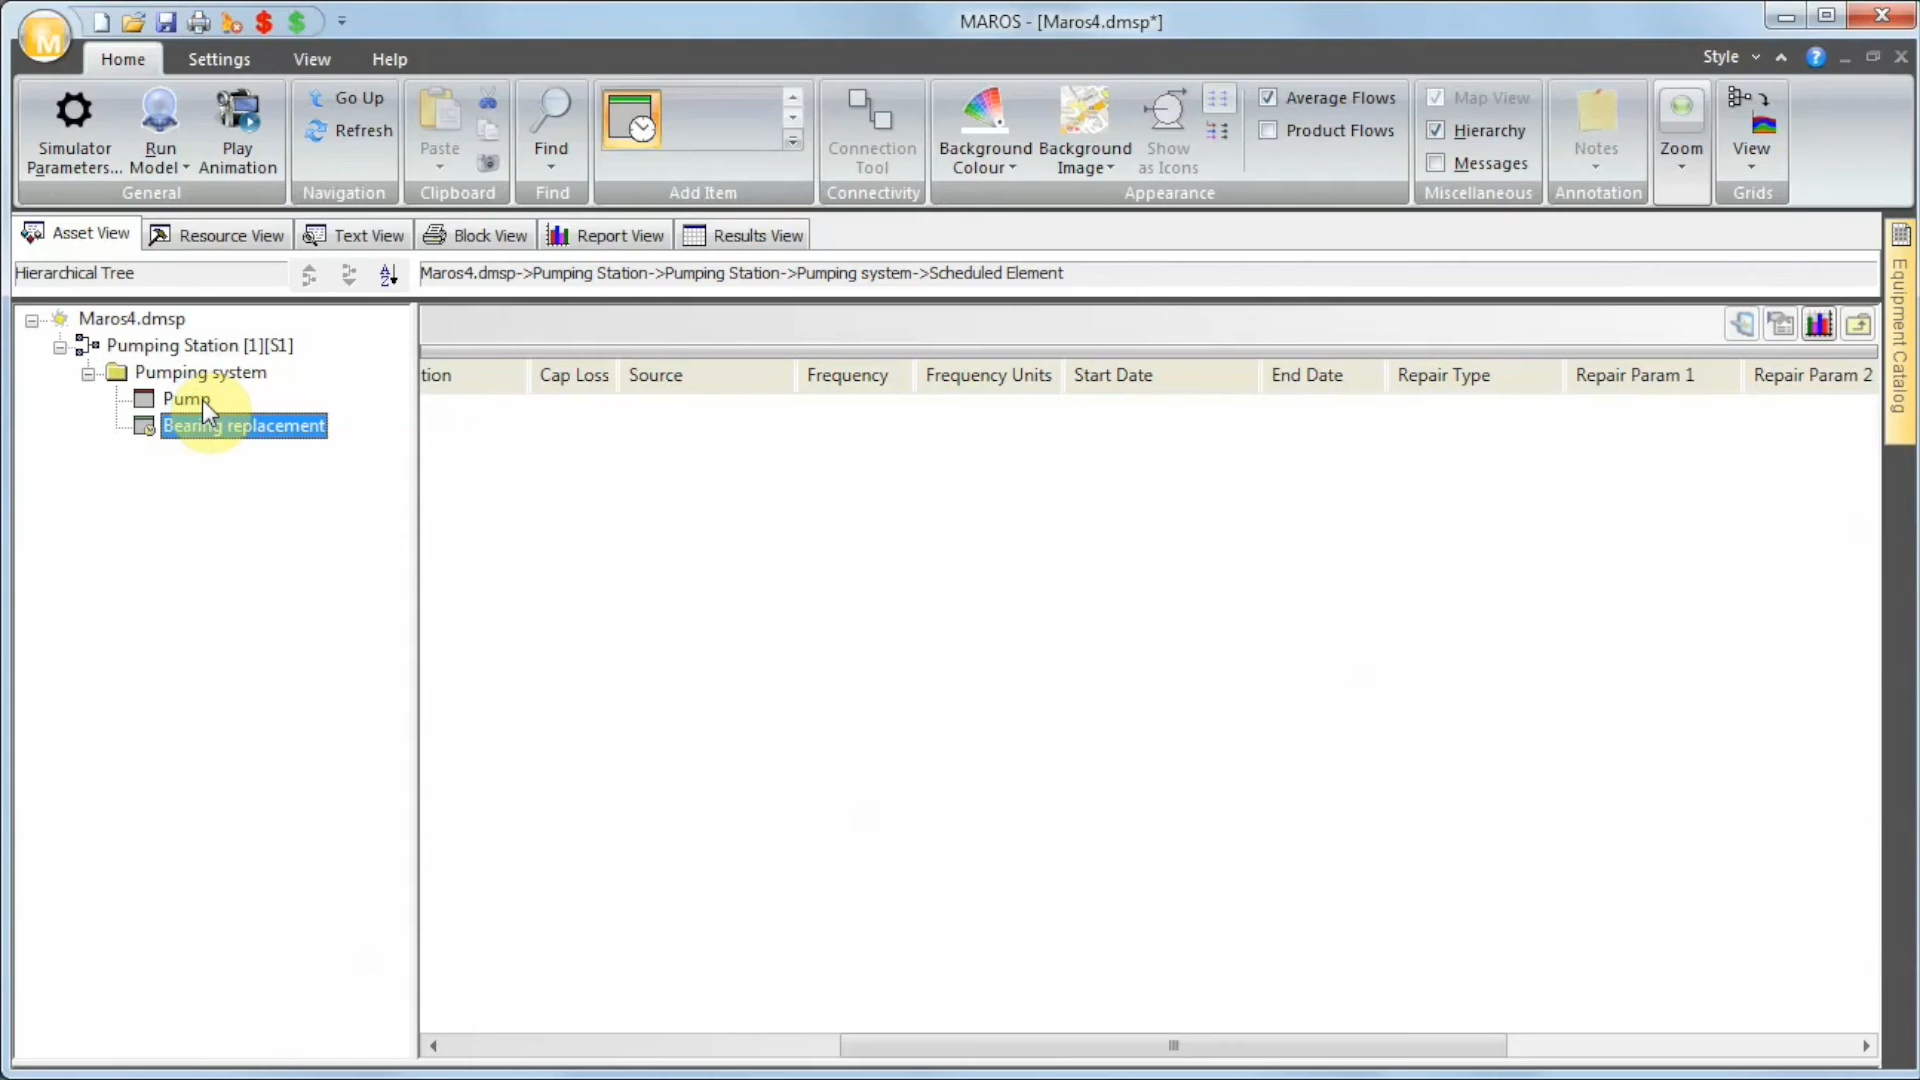 MAROS - [Maros4.dmsp*]
Home Settings View Help Style
Simulator Parameters...
Run Model
Play Animation
General
Go Up
Refresh
Navigation
Paste
Clipboard
Find
Find
Add Item
Connection Tool
Connectivity
Background Colour
Background Image
Show as Icons
Average Flows
Product Flows
Appearance
Map View
Hierarchy
Messages
Miscellaneous
Notes
Annotation
Zoom
View
Grids
Asset View Resource View Text View Block View Report View Results View
Hierarchical Tree
Maros4.dmsp->Pumping Station->Pumping Station->Pumping system->Scheduled Element
Maros4.dmsp
Pumping Station [1][S1]
Pumping system
Pump
Bearing replacement
tion Cap Loss Source Frequency Frequency Units Start Date End Date Repair Type Repair Param 1 Repair Param 2
Equipment Catalog